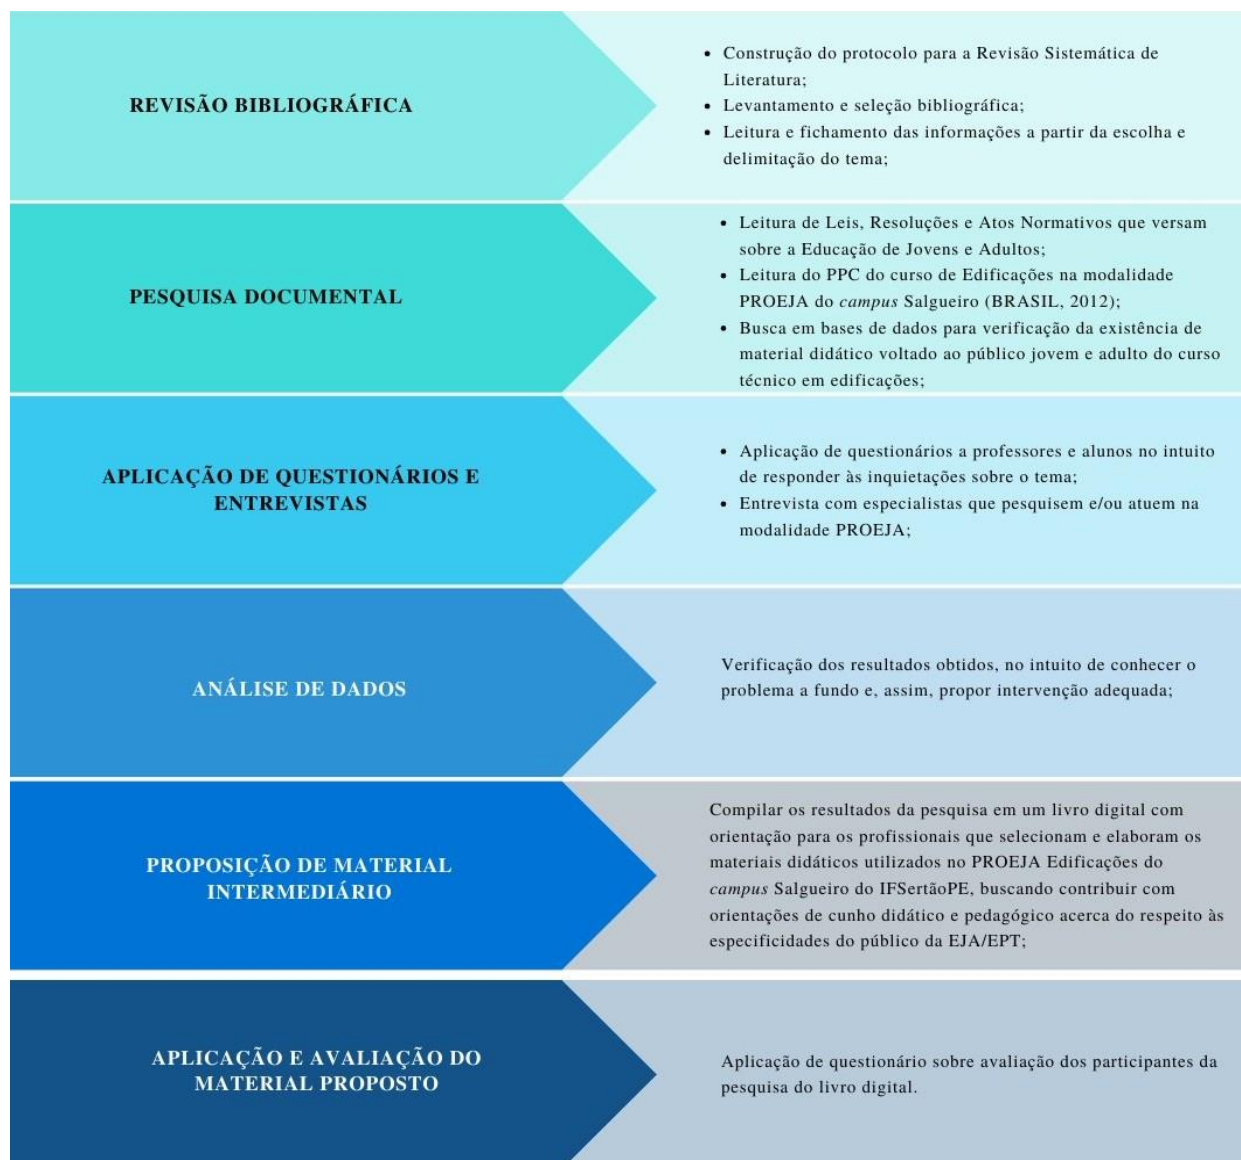 REVISÃO BIBLIOGRÁFICA
• Construção do protocolo para a Revisão Sistemática de
Literatura;
• Levantamento e seleção bibliográfica;
• Leitura e fichamento das informações a partir da escolha e
delimitação do tema;
PESQUISA DOCUMENTAL
• Leitura de Leis, Resoluções e Atos Normativos que versam
sobre a Educação de Jovens e Adultos;
• Leitura do PPC do curso de Edificações na modalidade
PROEJA do campus Salgueiro (BRASIL, 2012);
• Busca em bases de dados para verificação da existência de
material didático voltado ao público jovem e adulto do curso
técnico em edificações;
APLICAÇÃO DE QUESTIONÁRIOS E
ENTREVISTAS
• Aplicação de questionários a professores e alunos no intuito
de responder às inquietações sobre o tema;
• Entrevista com especialistas que pesquisem e/ou atuem na
modalidade PROEJA;
ANÁLISE DE DADOS
Verificação dos resultados obtidos, no intuito de conhecer o
problema a fundo e, assim, propor intervenção adequada;
PROPOSIÇÃO DE MATERIAL
INTERMEDIÁRIO
Compilar os resultados da pesquisa em um livro digital com
orientação para os profissionais que selecionam e elaboram os
materiais didáticos utilizados no PROEJA Edificações do
campus Salgueiro do IFSertãoPE, buscando contribuir com
orientações de cunho didático e pedagógico acerca do respeito às
especificidades do público da EJA/EPT;
APLICAÇÃO E AVALIAÇÃO DO
MATERIAL PROPOSTO
Aplicação de questionário sobre avaliação dos participantes da
pesquisa do livro digital.